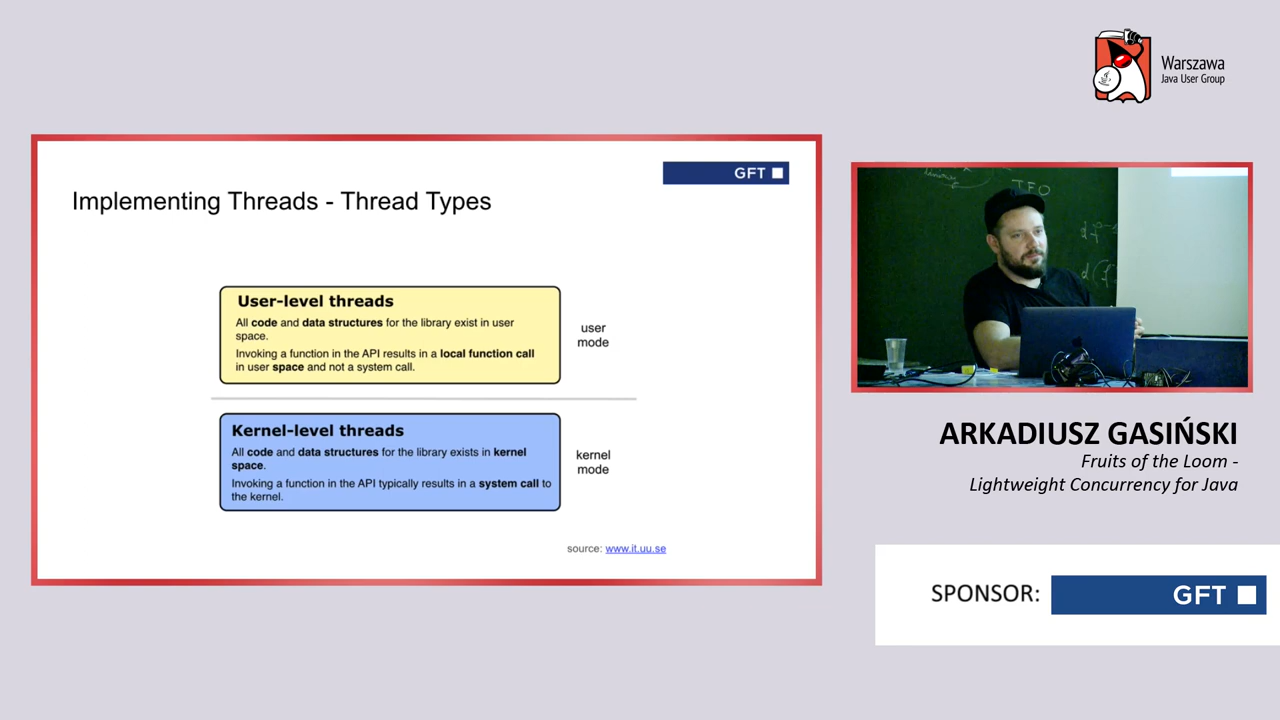 Warszawa
Java User Group
GFT
Implementing Threads - Thread Types
User-level threads
All code and data structures for the library exist in user
space.
Invoking a function in the API results in a local function call
in user space and not a system call.
user
mode
Kernel-level threads
All code and data structures for the library exists in kernel
space.
Invoking a function in the API typically results in a system call to
the kernel.
kernel
mode
source: www.it.uu.se
TFO
ARKADIUSZ GASIŃSKI
Fruits of the Loom -
Lightweight Concurrency for Java
SPONSOR:
GFT